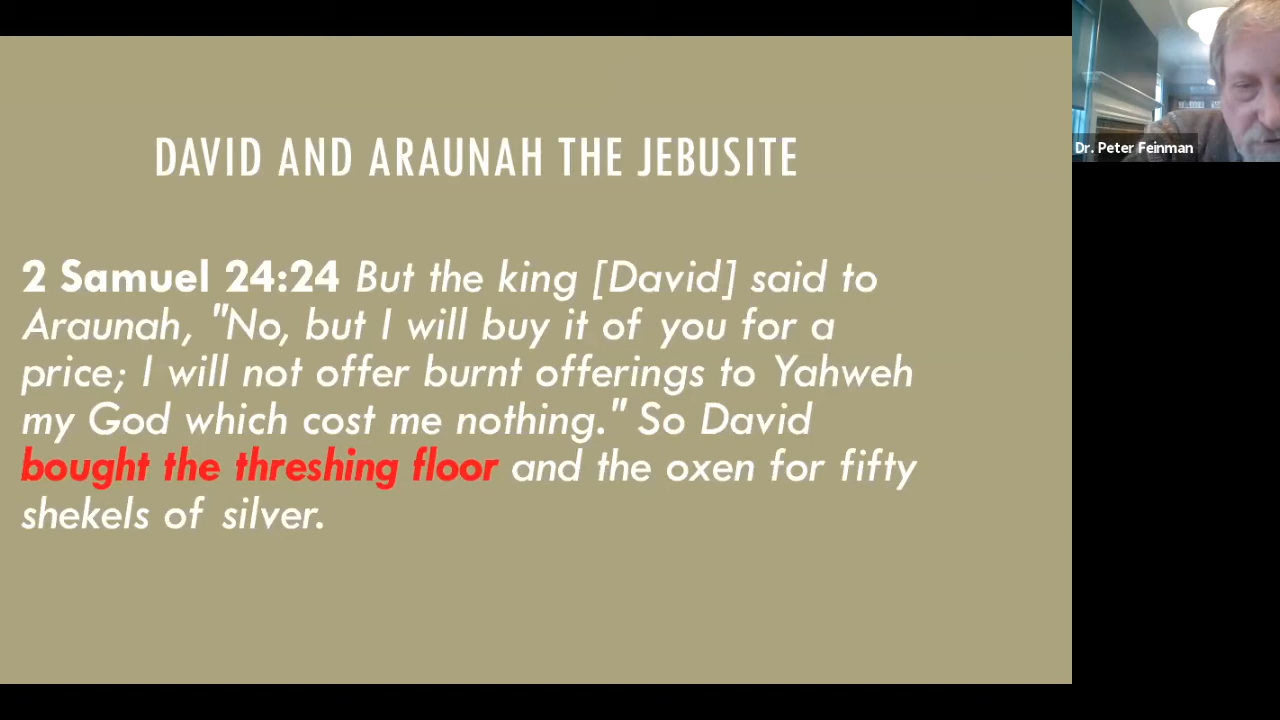 DAVID AND ARAUNAH THE JEBUSITE
2 Samuel 24:24 But the king [David] said to
Araunah, "No, but I will buy it of you for a
price; I will not offer burnt offerings to Yahweh
my God which cost me nothing." So David
bought the threshing floor and the oxen for fifty
shekels of silver.
Dr. Peter Feinman